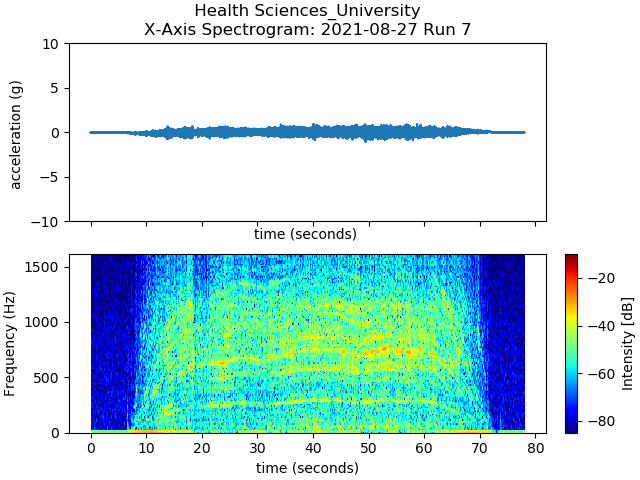 Health Sciences_University
X-Axis Spectrogram: 2021-08-27 Run 7
10
5
0
−5
−10
acceleration (g)
time (seconds)
1500
1000
500
0
Frequency (Hz)
0 10 20 30 40 50 60 70 80
time (seconds)
−20
−40
−60
−80
Intensity [dB]